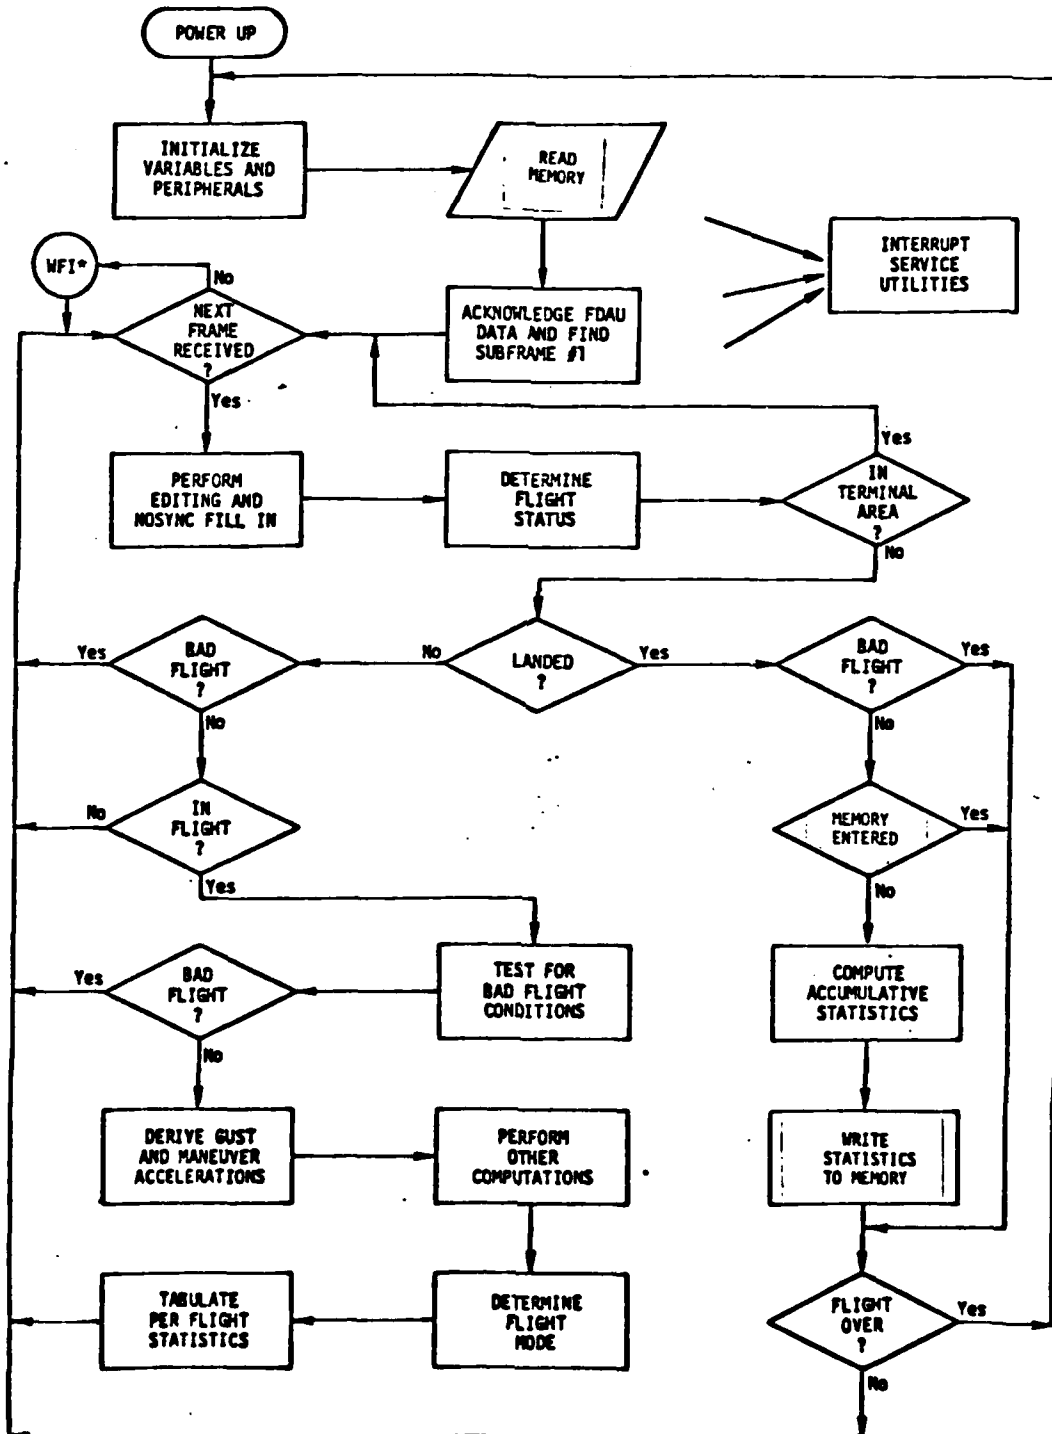 POWER UP
INITIALIZE
VARIABLES AND
PERIPHERALS
READ
MEMORY
INTERRUPT
SERVICE
UTILITIES
WFI*
No
NEXT
FRAME
RECEIVED
?
Yes
ACKNOWLEDGE FDAU
DATA AND FIND
SUBFRAME #1
PERFORM
EDITING AND
NOSYNC FILL IN
DETERMINE
FLIGHT
STATUS
Yes
IN
TERMINAL
AREA
?
No
Yes
BAD
FLIGHT
?
No
No
LANDED
?
Yes
BAD
FLIGHT
?
Yes
No
No
IN
FLIGHT
?
Yes
MEMORY
ENTERED
Yes
No
Yes
BAD
FLIGHT
?
No
TEST FOR
BAD FLIGHT
CONDITIONS
COMPUTE
ACCUMULATIVE
STATISTICS
DERIVE GUST
AND MANEUVER
ACCELERATIONS
PERFORM
OTHER
COMPUTATIONS
WRITE
STATISTICS
TO MEMORY
TABULATE
PER FLIGHT
STATISTICS
DETERMINE
FLIGHT
MODE
FLIGHT
OVER
?
Yes
No